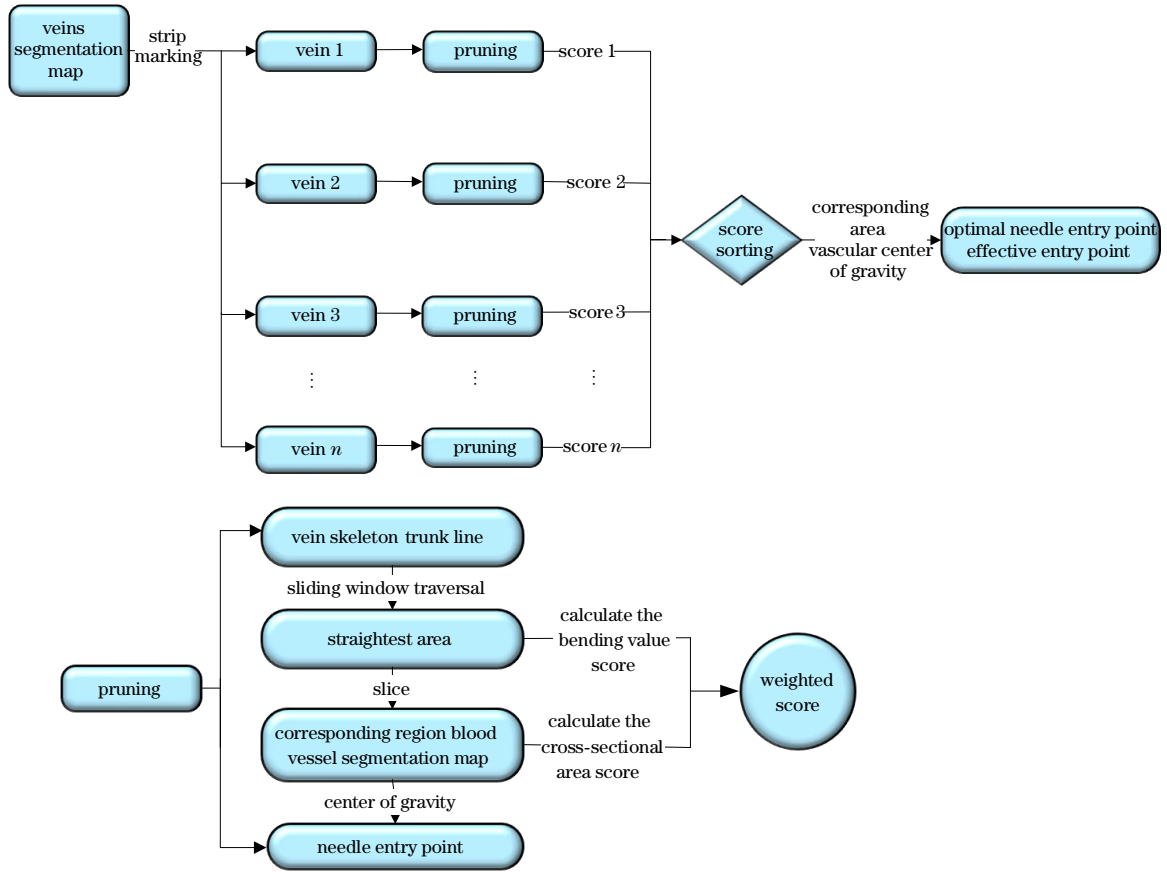 veins
segmentation
map
strip
marking
vein 1
pruning
score 1
vein 2
pruning
score 2
corresponding
area
vascular center
of gravity
score
sorting
optimal needle entry point
effective entry point
vein 3
pruning
score 3
⋮
⋮
⋮
vein n
pruning
score n
vein skeleton trunk line
sliding window traversal
straightest area
calculate the
bending value
score
pruning
slice
weighted
score
corresponding region blood
vessel segmentation map
calculate the
cross-sectional
area score
center of gravity
needle entry point